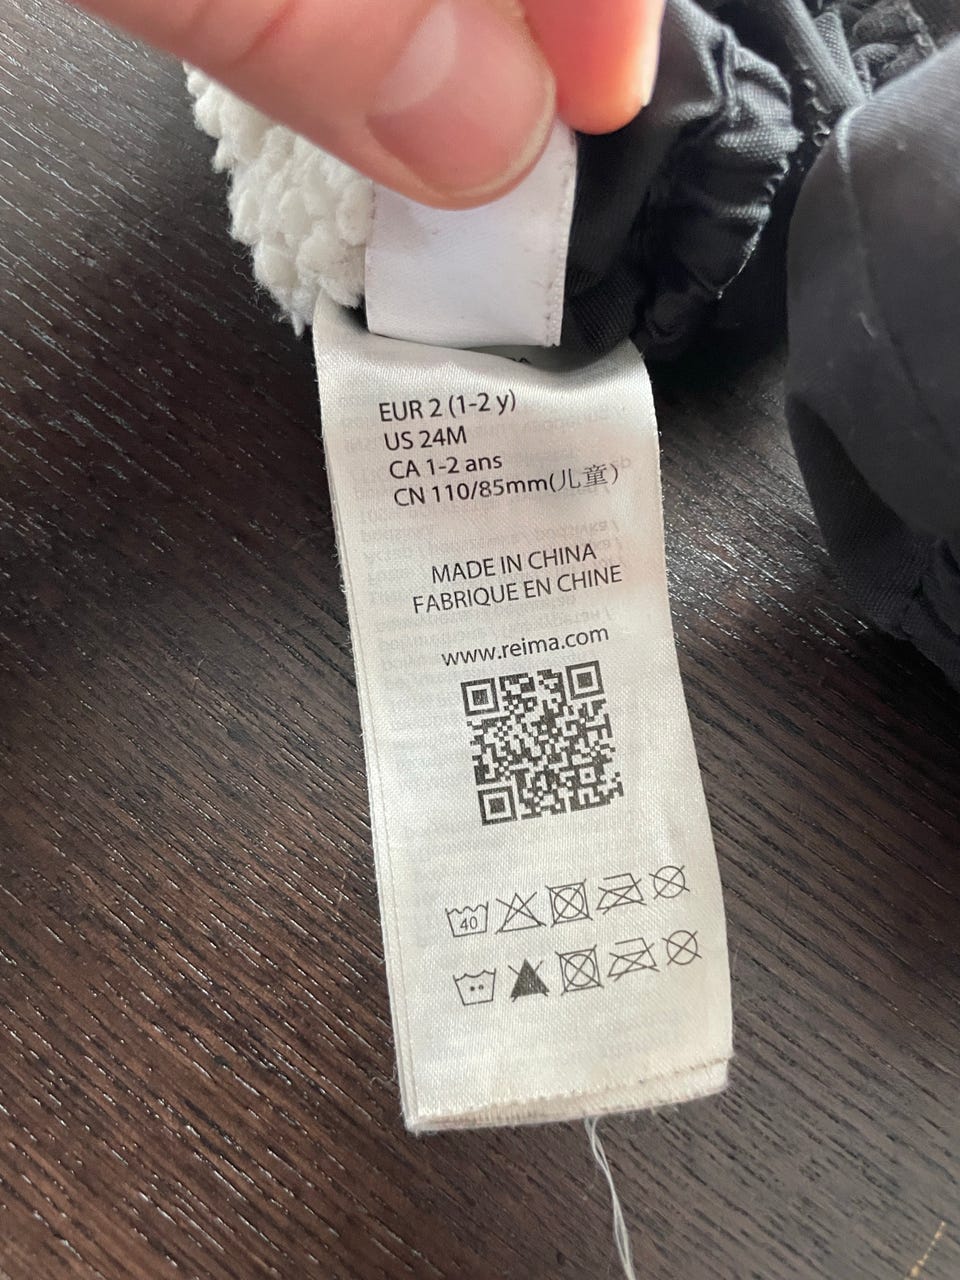 EUR 2 (1-2 y)
US 24M
CA 1-2 ans
CN 110/85mm(儿童)
MADE IN CHINA
FABRIQUE EN CHINE
www.reima.com
40